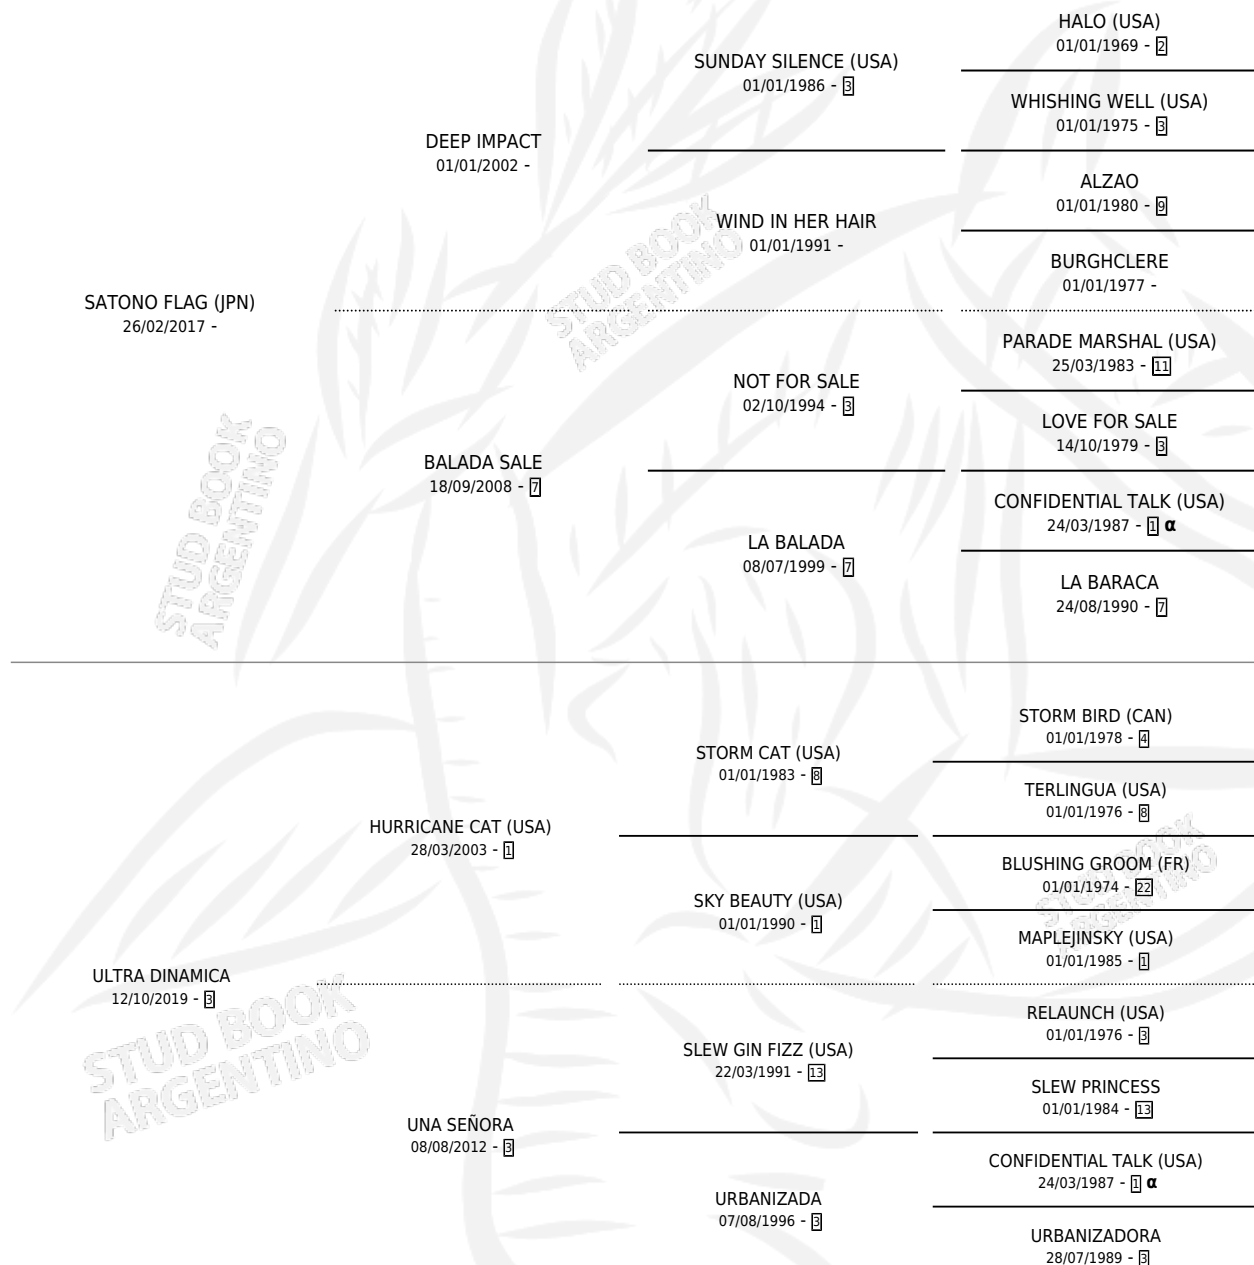 HALO (USA)
01/01/1969 - 2
SUNDAY SILENCE (USA)
01/01/1986 - 3
WHISHING WELL (USA)
01/01/1975 - 3
DEEP IMPACT
01/01/2002 -
ALZAO
01/01/1980 - 9
WIND IN HER HAIR
01/01/1991 -
BURGHCLERE
01/01/1977 -
SATONO FLAG (JPN)
26/02/2017 -
PARADE MARSHAL (USA)
25/03/1983 - 11
NOT FOR SALE
02/10/1994 - 3
LOVE FOR SALE
14/10/1979 - 3
BALADA SALE
18/09/2008 - 7
CONFIDENTIAL TALK (USA)
24/03/1987 - 1 α
LA BALADA
08/07/1999 - 7
LA BARACA
24/08/1990 - 7
STORM BIRD (CAN)
01/01/1978 - 4
STORM CAT (USA)
01/01/1983 - 8
TERLINGUA (USA)
01/01/1976 - 8
HURRICANE CAT (USA)
28/03/2003 - 1
BLUSHING GROOM (FR)
01/01/1974 - 22
SKY BEAUTY (USA)
01/01/1990 - 1
MAPLEJINSKY (USA)
01/01/1985 - 1
ULTRA DINAMICA
12/10/2019 - 3
RELAUNCH (USA)
01/01/1976 - 3
SLEW GIN FIZZ (USA)
22/03/1991 - 13
SLEW PRINCESS
01/01/1984 - 13
UNA SEÑORA
08/08/2012 - 3
CONFIDENTIAL TALK (USA)
24/03/1987 - 1 α
URBANIZADA
07/08/1996 - 3
URBANIZADORA
28/07/1989 - 3
STUD BOOK
ARGENTINO
STUD BOOK
ARGENTINO
STUD BOOK
ARGENTINO
STUD BOOK
ARGENTINO